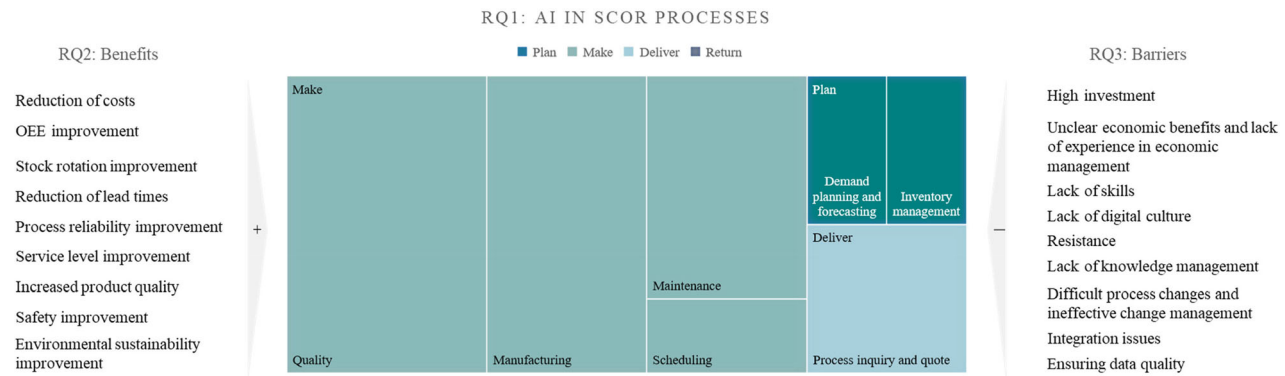 RQ1: AI IN SCOR PROCESSES
RQ2: Benefits
Plan Make Deliver Return
RQ3: Barriers
Reduction of costs
OEE improvement
Stock rotation improvement
Reduction of lead times
Process reliability improvement
Service level improvement
Increased product quality
Safety improvement
Environmental sustainability
improvement
+
Make
Quality
Manufacturing
Maintenance
Scheduling
Plan
Demand
planning and
forecasting
Inventory
management
Deliver
Process inquiry and quote
—
High investment
Unclear economic benefits and lack
of experience in economic
management
Lack of skills
Lack of digital culture
Resistance
Lack of knowledge management
Difficult process changes and
ineffective change management
Integration issues
Ensuring data quality